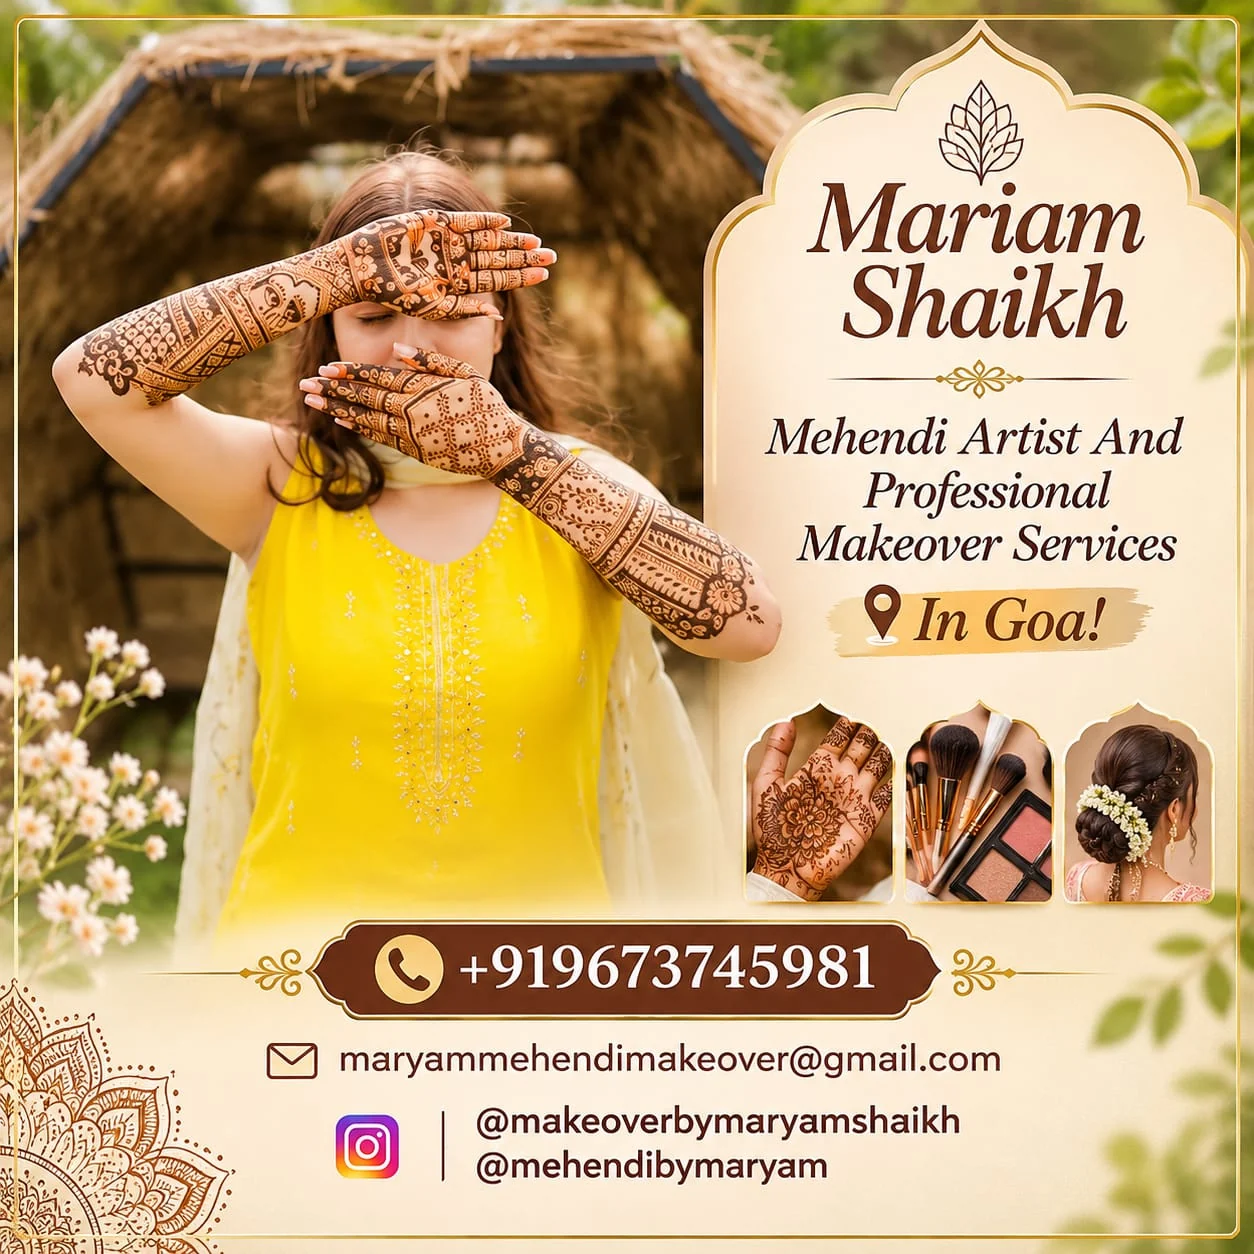 Mariam
Shaikh
Mehendi Artist And
Professional
Makeover Services
In Goa!
+919673745981
maryammehendimakeover@gmail.com
@makeoverbymaryamshaikh
@mehendibymaryam